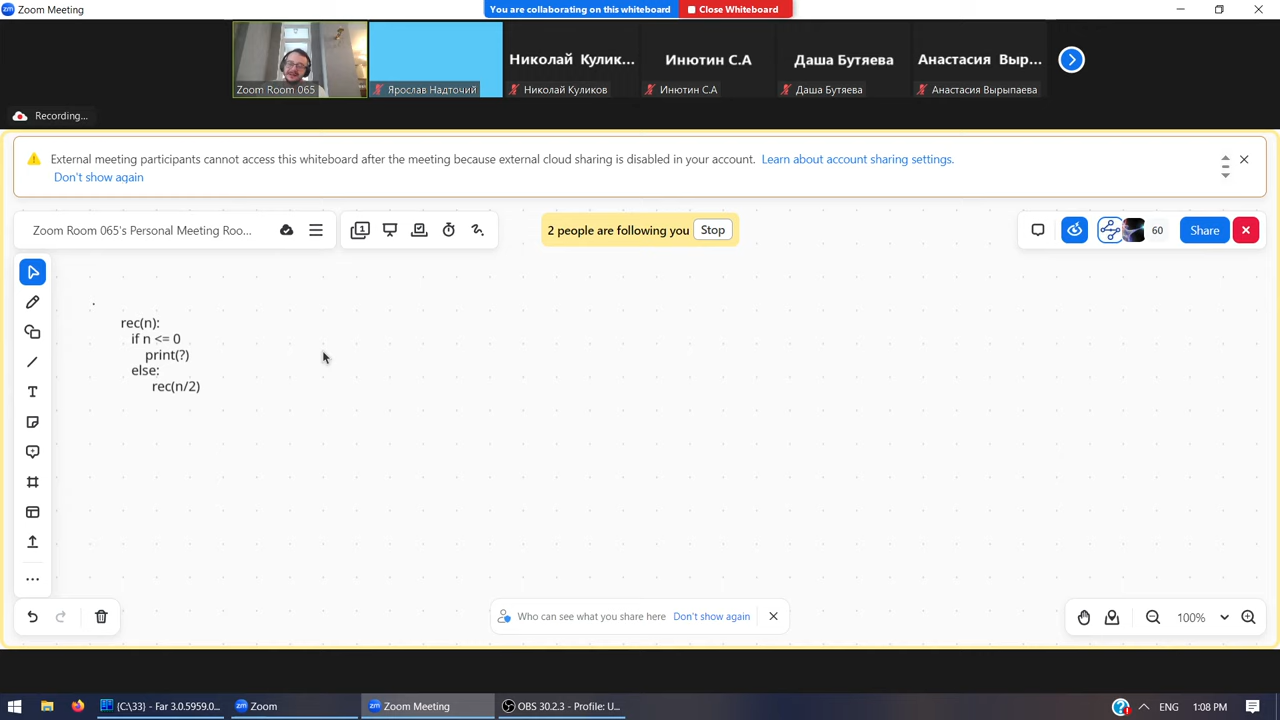 Zoom Meeting
You are collaborating on this whiteboard
Close Whiteboard
Zoom Room 065
Ярослав Надточий
Николай Кулик...
Николай Куликов
Инютин С.А
Инютин С.А
Даша Бутяева
Даша Бутяева
Анастасия Выр...
Анастасия Вырыпаева
Recording...
External meeting participants cannot access this whiteboard after the meeting because external cloud sharing is disabled in your account. Learn about account sharing settings.
Don't show again
Zoom Room 065's Personal Meeting Roo...
1
2 people are following you
Stop
60
Share
rec(n):
if n <= 0
print(?)
else:
rec(n/2)
Who can see what you share here
Don't show again
100%
(C:\33) - Far 3.0.5959.0...
Zoom
Zoom Meeting
OBS 30.2.3 - Profile: U...
ENG
1:08 PM